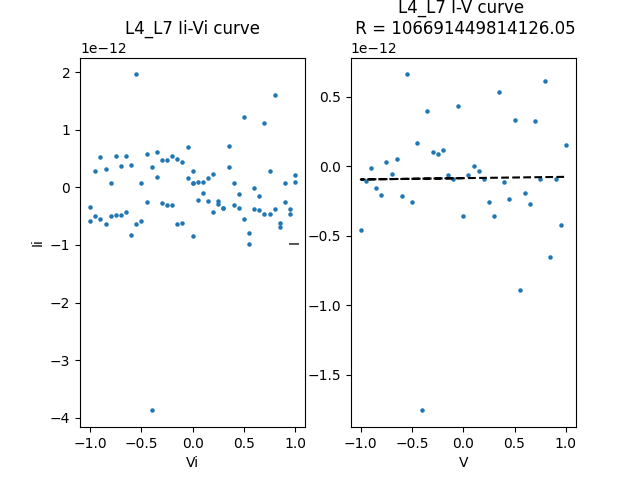 L4_L7 Ii-Vi curve
1e−12
2
1
0
−1
−2
−3
−4
Ii
−1.0 −0.5 0.0 0.5 1.0
Vi
L4_L7 I-V curve
R = 106691449814126.05
1e−12
0.5
0.0
−0.5
−1.0
−1.5
I
−1.0 −0.5 0.0 0.5 1.0
V